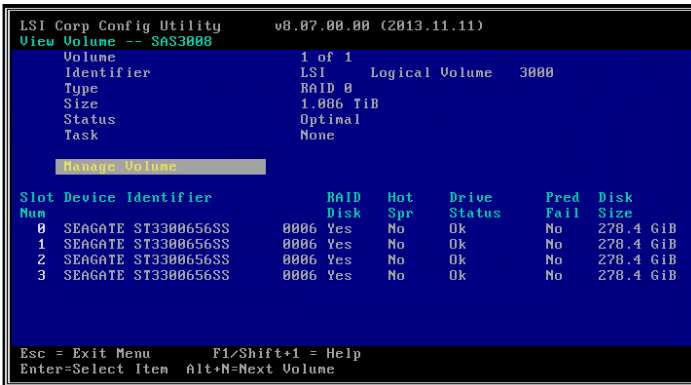 LSI Corp Config Utility v8.07.00.00 (2013.11.11)
View Volume -- SAS3008
Volume 1 of 1
Identifier LSI Logical Volume 3000
Type RAID 0
Size 1.086 TiB
Status Optimal
Task None
Manage Volume
Slot Device Identifier RAID Hot Drive Pred Disk
Num Disk Spr Status Fail Size
0 SEAGATE ST3300656SS 0006 Yes No Ok No 278.4 GiB
1 SEAGATE ST3300656SS 0006 Yes No Ok No 278.4 GiB
2 SEAGATE ST3300656SS 0006 Yes No Ok No 278.4 GiB
3 SEAGATE ST3300656SS 0006 Yes No Ok No 278.4 GiB
Esc = Exit Menu F1/Shift+1 = Help
Enter=Select Item Alt+N=Next Volume